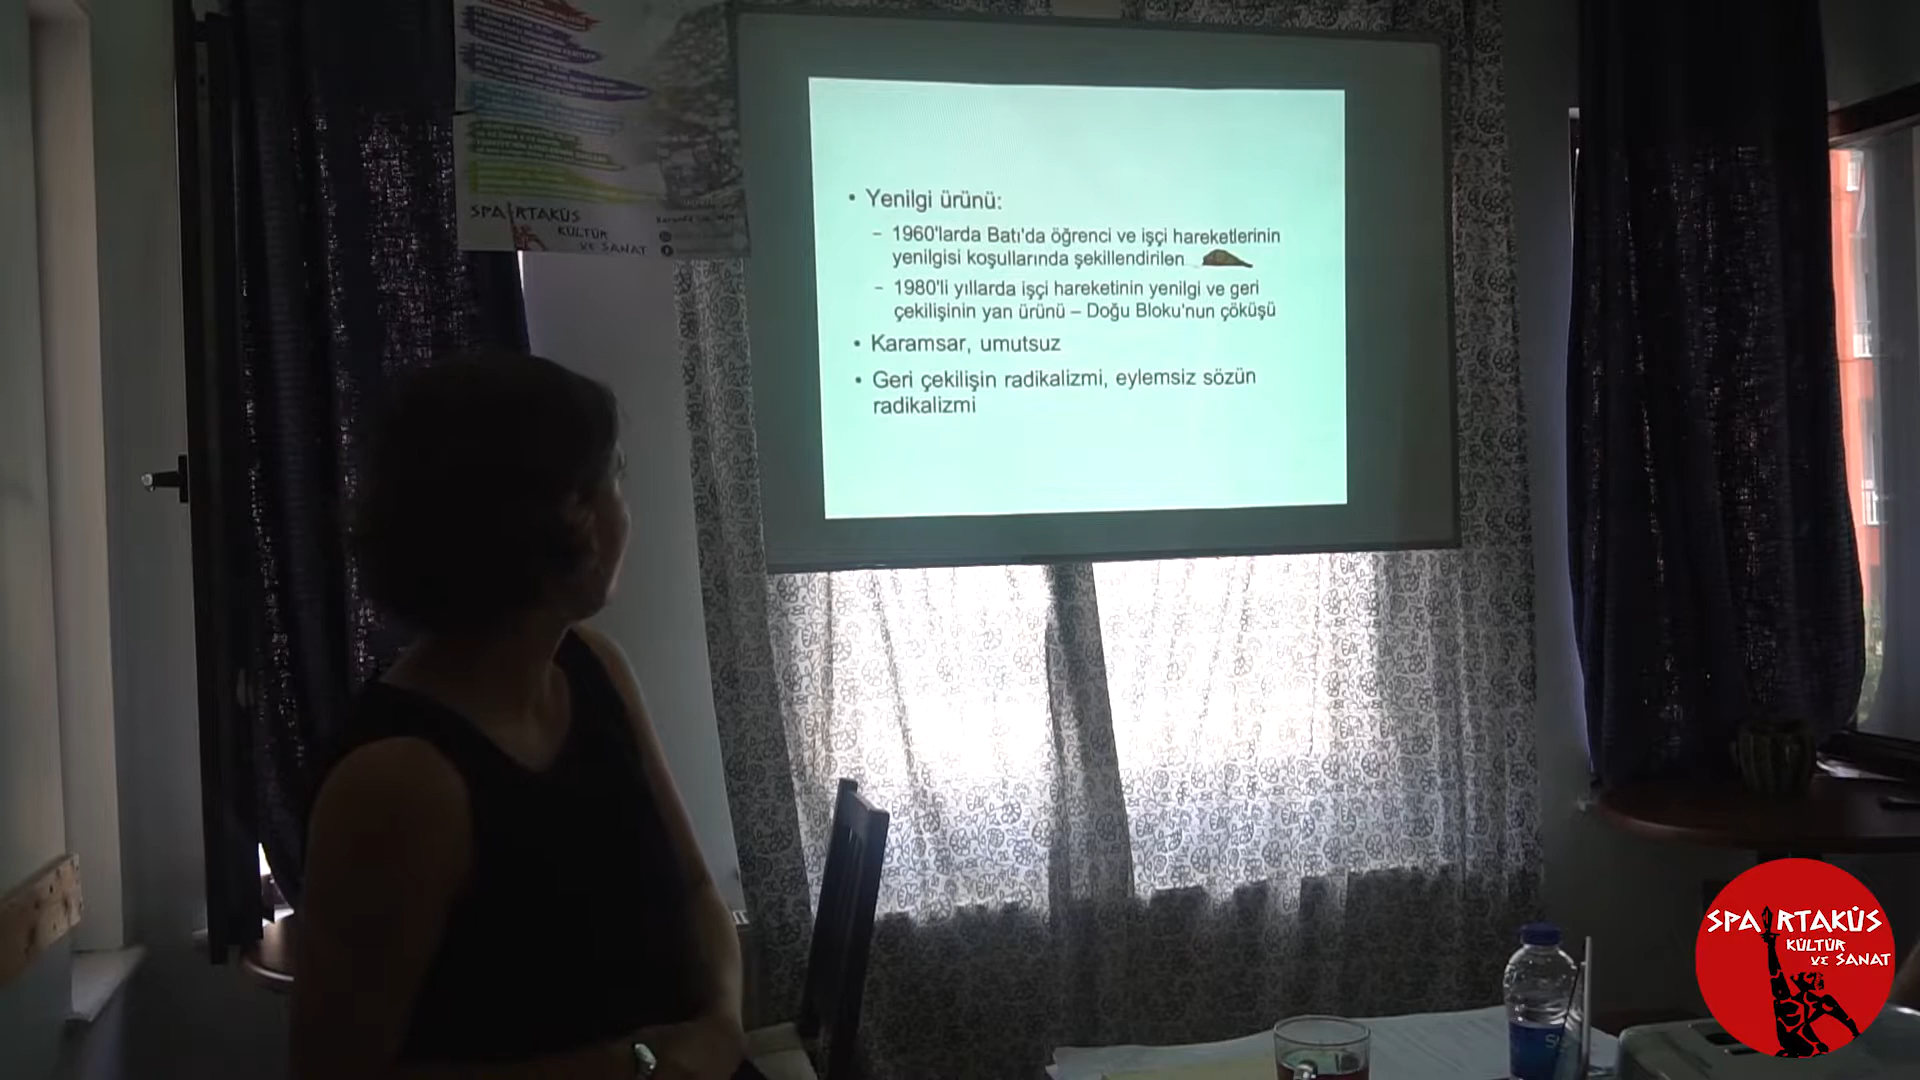 • Yenilgi ürünü:
– 1960'larda Batı'da öğrenci ve işçi hareketlerinin
yenilgisi koşullarında şekillendirilen
– 1980'li yıllarda işçi hareketinin yenilgi ve geri
çekilişinin yan ürünü – Doğu Bloku'nun çöküşü
• Karamsar, umutsuz
• Geri çekilişin radikalizmi, eylemsiz sözün
radikalizmi
SPARTAKÜS
KÜLTÜR
VE SANAT
SPARTAKÜS
KÜLTÜR
VE SANAT